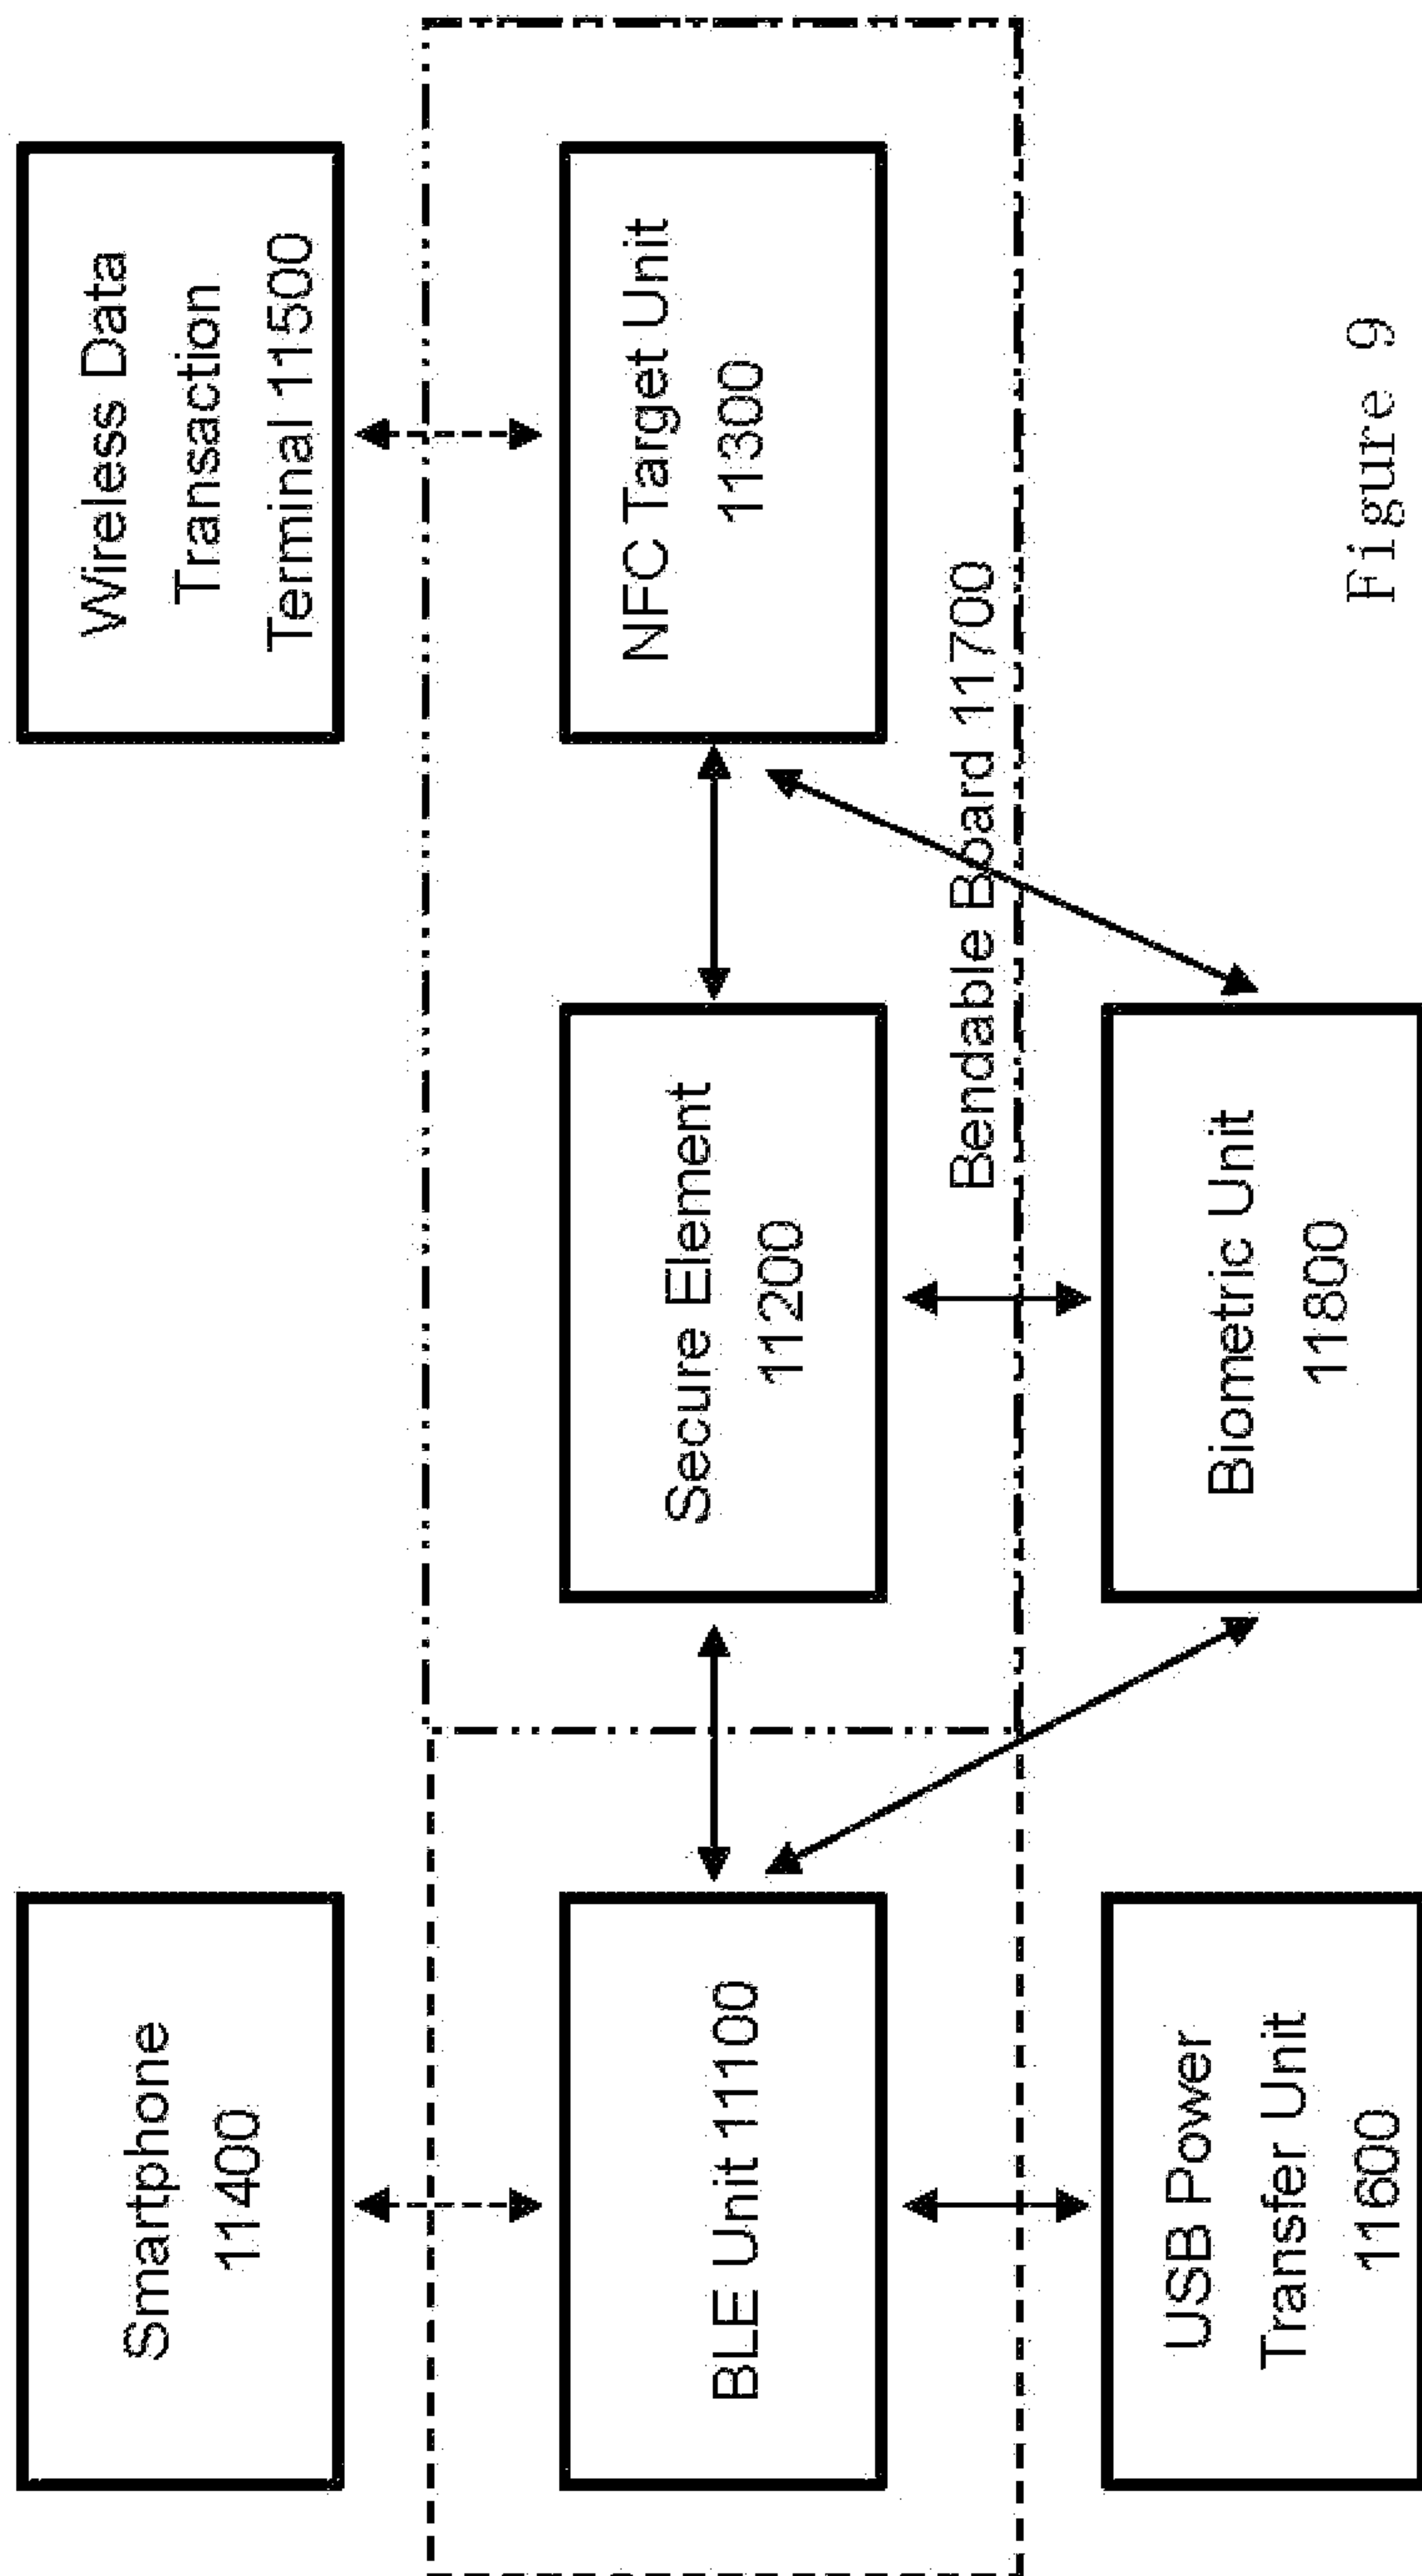 Smartphone
11400
Wireless Data
Transaction
Terminal 11500
BLE Unit 11100
Secure Element
11200
NFC Target Unit
11300
Bendable Board 11700
USB Power
Transfer Unit
11600
Biometric Unit
11800
Figure 9